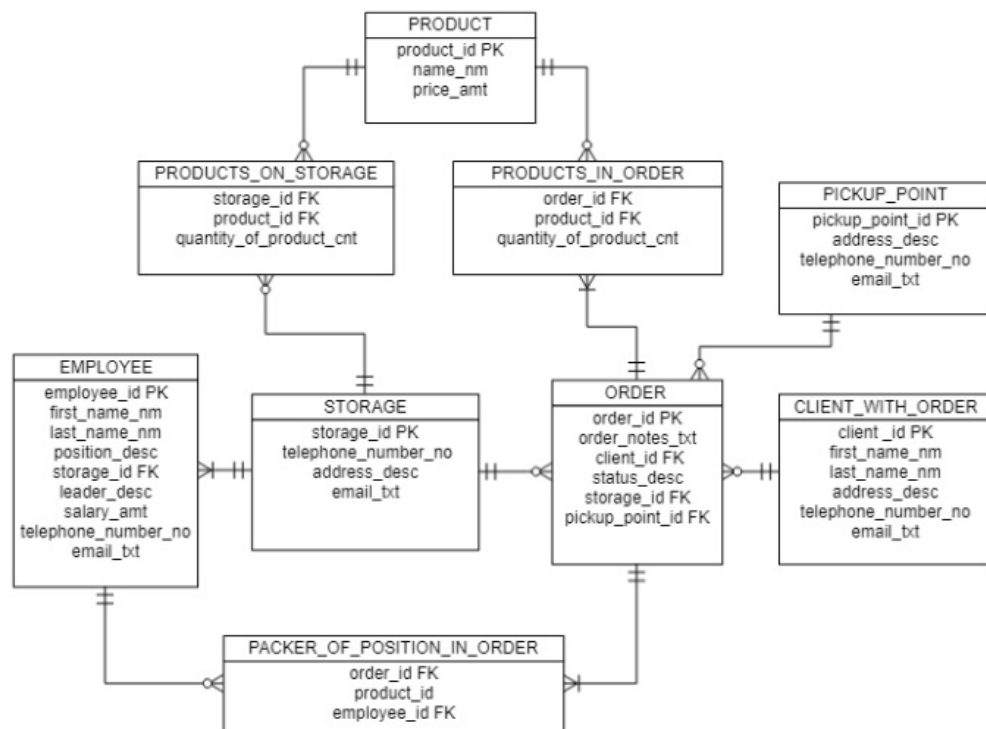 PRODUCT
product_id PK
name_nm
price_amt
PRODUCTS_ON_STORAGE
storage_id FK
product_id FK
quantity_of_product_cnt
PRODUCTS_IN_ORDER
order_id FK
product_id FK
quantity_of_product_cnt
PICKUP_POINT
pickup_point_id PK
address_desc
telephone_number_no
email_txt
EMPLOYEE
employee_id PK
first_name_nm
last_name_nm
position_desc
storage_id FK
leader_desc
salary_amt
telephone_number_no
email_txt
STORAGE
storage_id PK
telephone_number_no
address_desc
email_txt
ORDER
order_id PK
order_notes_txt
client_id FK
status_desc
storage_id FK
pickup_point_id FK
CLIENT_WITH_ORDER
client _id PK
first_name_nm
last_name_nm
address_desc
telephone_number_no
email_txt
PACKER_OF_POSITION_IN_ORDER
order_id FK
product_id
employee_id FK